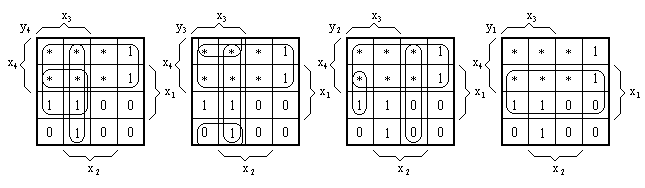 y4 x3 y3 x3 y2 x3 y1 x3
* * * 1 * * * 1 * * * 1 * * * 1
x4 x4 x4 x4
* * * 1 * * * 1 * * * 1 * * * 1
x1 x1 x1 x1
1 1 0 0 1 1 0 0 1 1 0 0 1 1 0 0
0 1 0 0 0 1 0 0 0 1 0 0 0 1 0 0
x2 x2 x2 x2